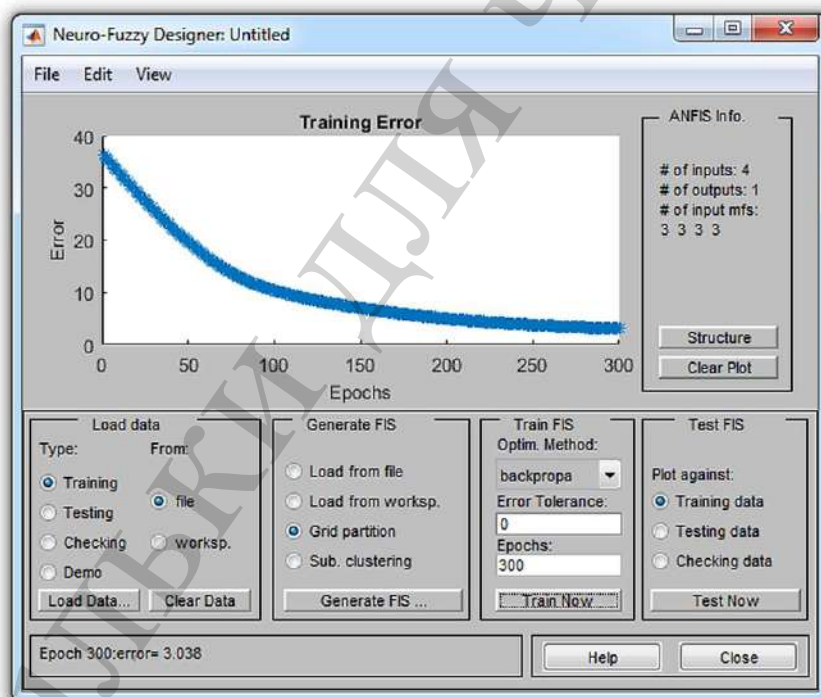 Neuro-Fuzzy Designer: Untitled
File Edit View
Training Error
40
30
20
10
0
Error
0 50 100 150 200 250 300
Epochs
ANFIS Info.
# of inputs: 4
# of outputs: 1
# of input mfs:
3 3 3 3
Structure
Clear Plot
Load data
Type: From:
Training
Testing
Checking
Demo
file
worksp.
Load Data... Clear Data
Generate FIS
Load from file
Load from worksp.
Grid partition
Sub. clustering
Generate FIS ...
Train FIS
Optim. Method:
backpropa
Error Tolerance:
0
Epochs:
300
Train Now
Test FIS
Plot against:
Training data
Testing data
Checking data
Test Now
Epoch 300:error= 3.038
Help Close
ЛЬКИ ДЛЯ